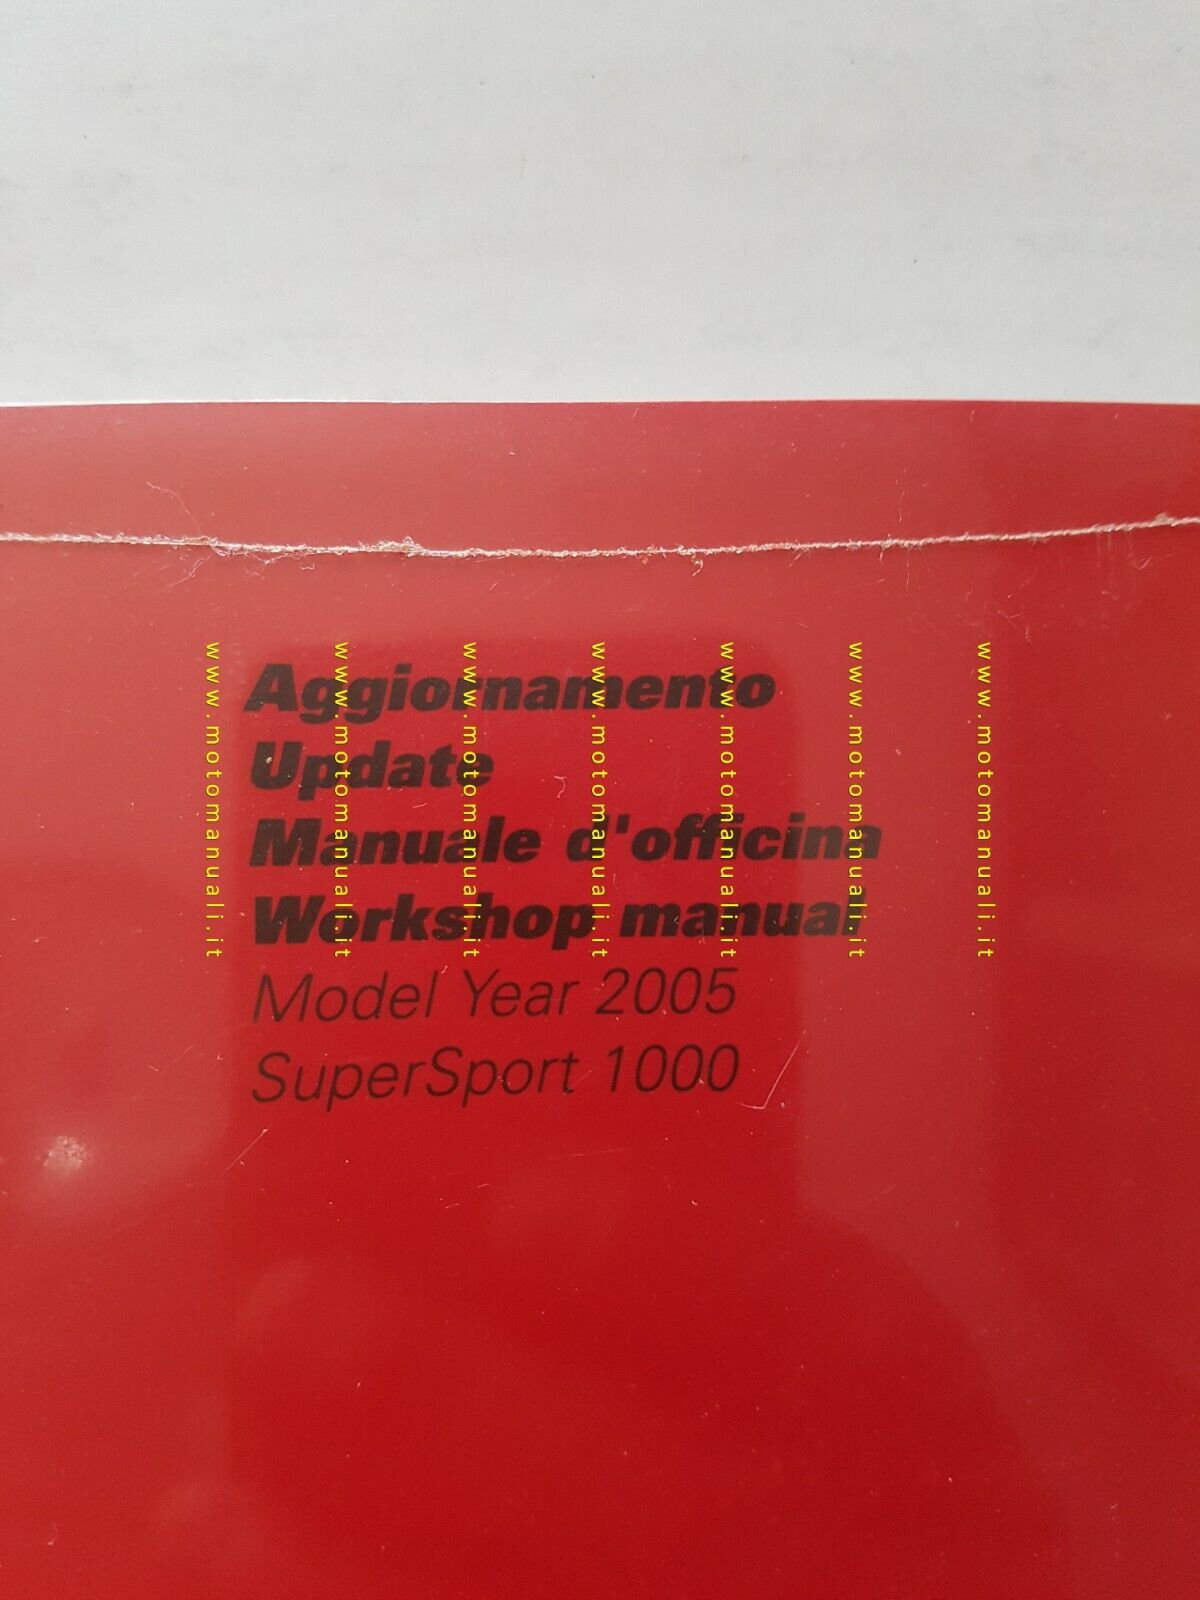 Aggiornamento
Update
Manuale d'officina
Workshop manual
Model Year 2005
SuperSport 1000
www.motomanuali.it
www.motomanuali.it
www.motomanuali.it
www.motomanuali.it
www.motomanuali.it
www.motomanuali.it
www.motomanuali.it